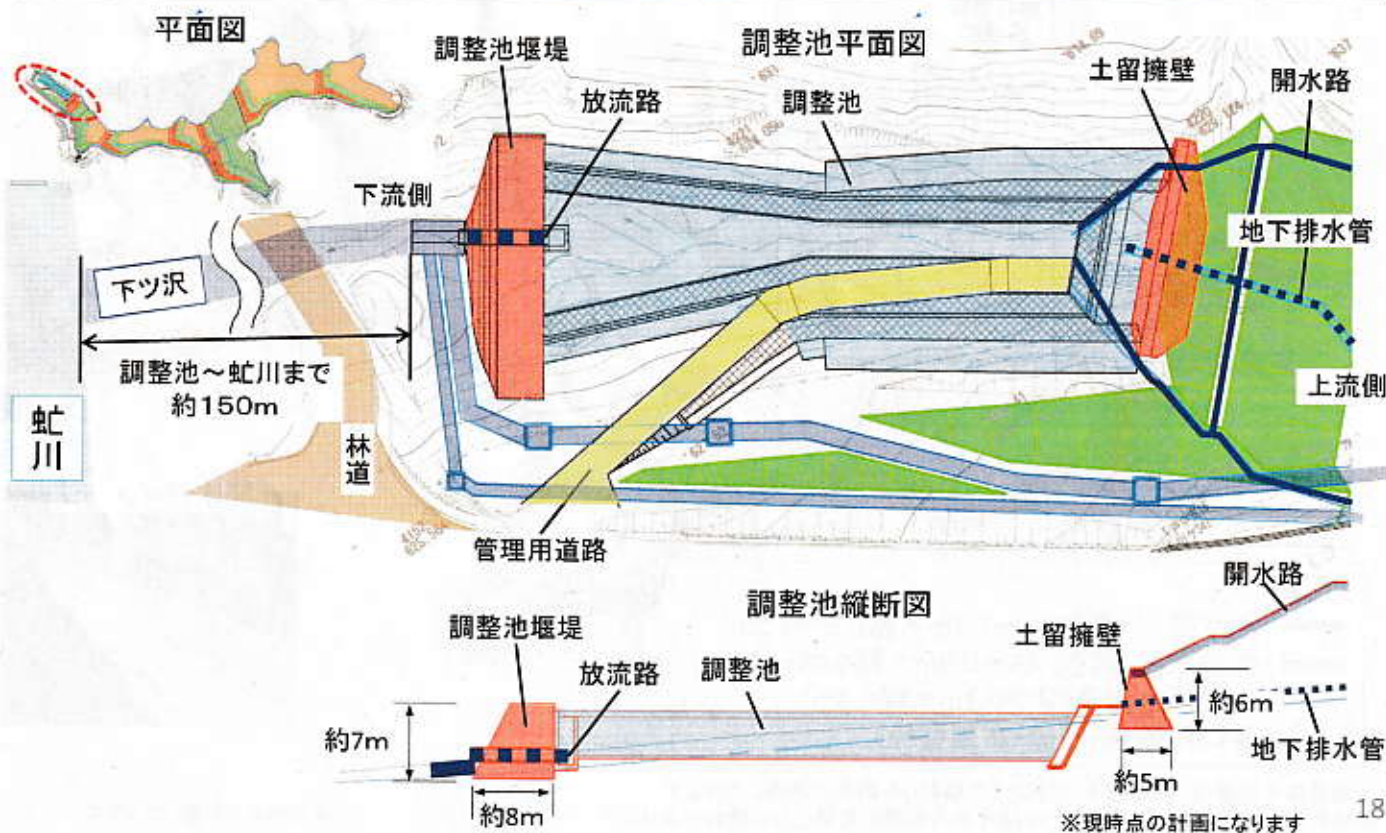 平面図
調整池堰堤
放流路
調整池平面図
調整池
土留擁壁
開水路
下流側
地下排水管
下ツ沢
調整池～虻川まで
約150m
上流側
虻川
林道
管理用道路
調整池縦断図
開水路
調整池堰堤
土留擁壁
放流路
調整池
約7m
約6m
地下排水管
約8m
約5m
※現時点の計画になります
18